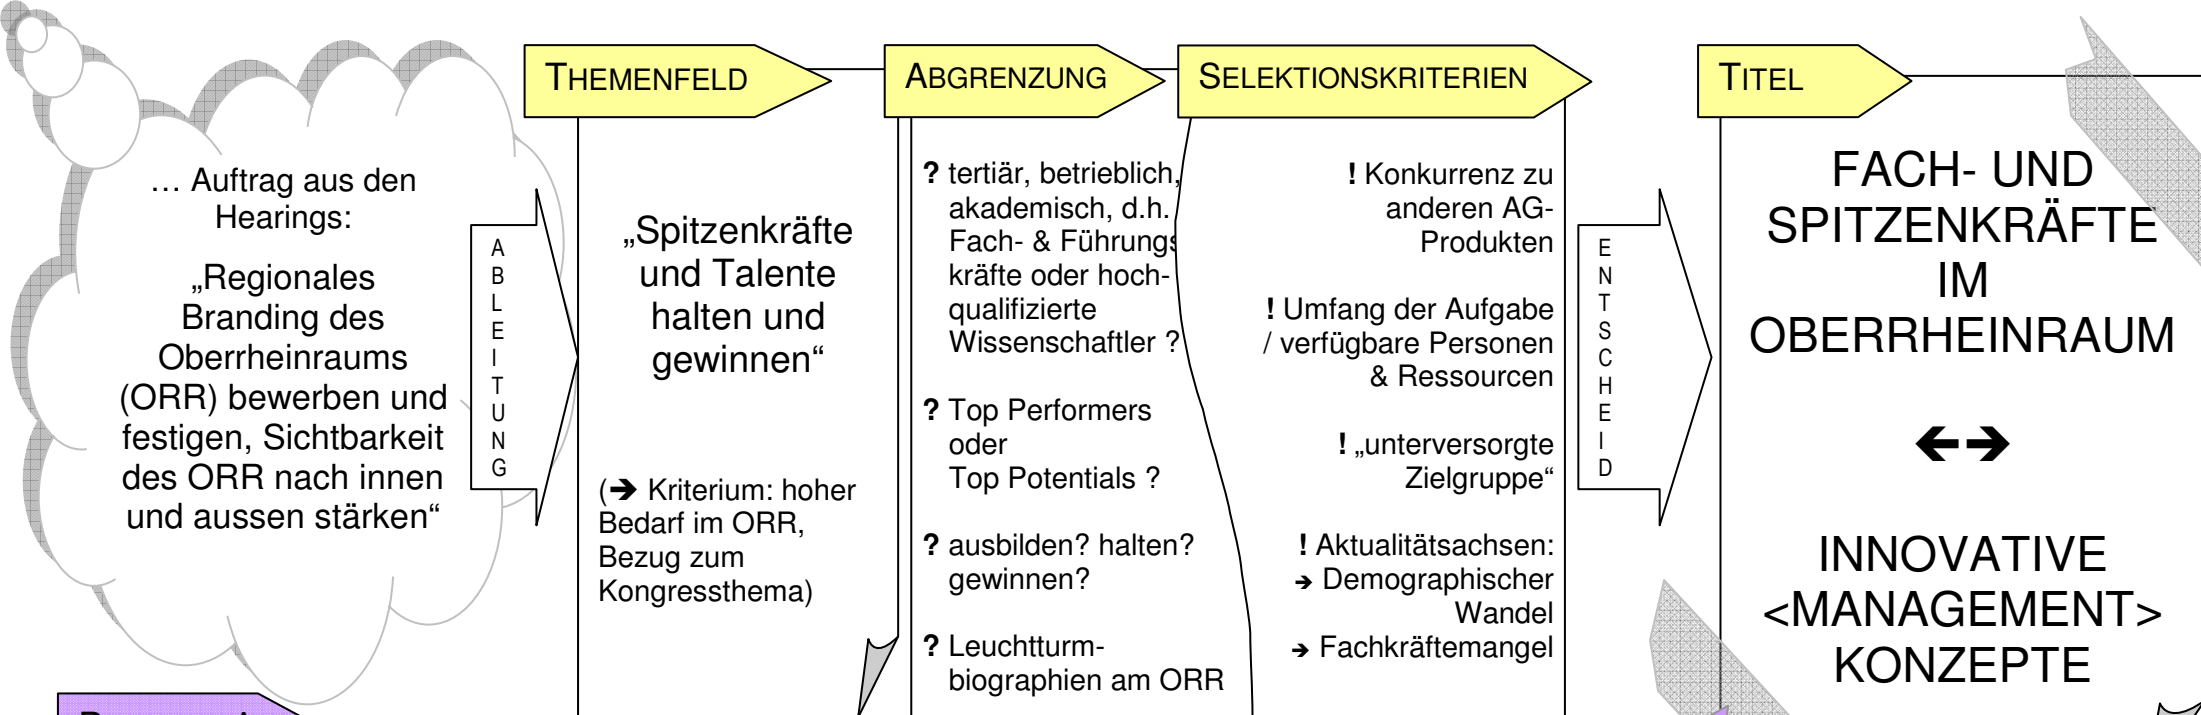 … Auftrag aus den
Hearings:
„Regionales
Branding des
Oberrheinraums
(ORR) bewerben und
festigen, Sichtbarkeit
des ORR nach innen
und aussen stärken“
ABLEITUNG
THEMENFELD
„Spitzenkräfte
und Talente
halten und
gewinnen“
(➔ Kriterium: hoher
Bedarf im ORR,
Bezug zum
Kongressthema)
ABGRENZUNG
? tertiär, betrieblich,
akademisch, d.h.
Fach- & Führungs
kräfte oder hoch-
qualifizierte
Wissenschaftler ?
? Top Performers
oder
Top Potentials ?
? ausbilden? halten?
gewinnen?
? Leuchtturm-
biographien am ORR
SELEKTIONSKRITERIEN
! Konkurrenz zu
anderen AG-
Produkten
! Umfang der Aufgabe
/ verfügbare Personen
& Ressourcen
! „unterversorgte
Zielgruppe“
! Aktualitätsachsen:
➔ Demographischer
Wandel
➔ Fachkräftemangel
ENTSCHEID
TITEL
FACH- UND
SPITZENKRÄFTE
IM
OBERRHEINRAUM
←→
INNOVATIVE
<MANAGEMENT>
KONZEPTE